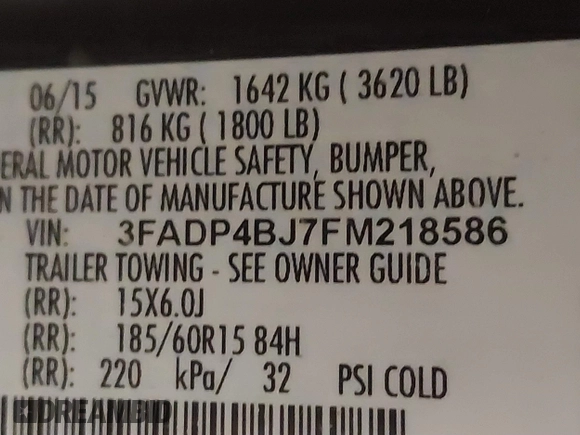 06/15 GVWR: 1642 KG ( 3620 LB)
(RR): 816 KG ( 1800 LB)
ERAL MOTOR VEHICLE SAFETY, BUMPER,
N THE DATE OF MANUFACTURE SHOWN ABOVE.
VIN: 3FADP4BJ7FM218586
TRAILER TOWING - SEE OWNER GUIDE
(RR): 15X6.0J
(RR): 185/60R15 84H
(RR): 220 kPa/ 32 PSI COLD
DREAMBID